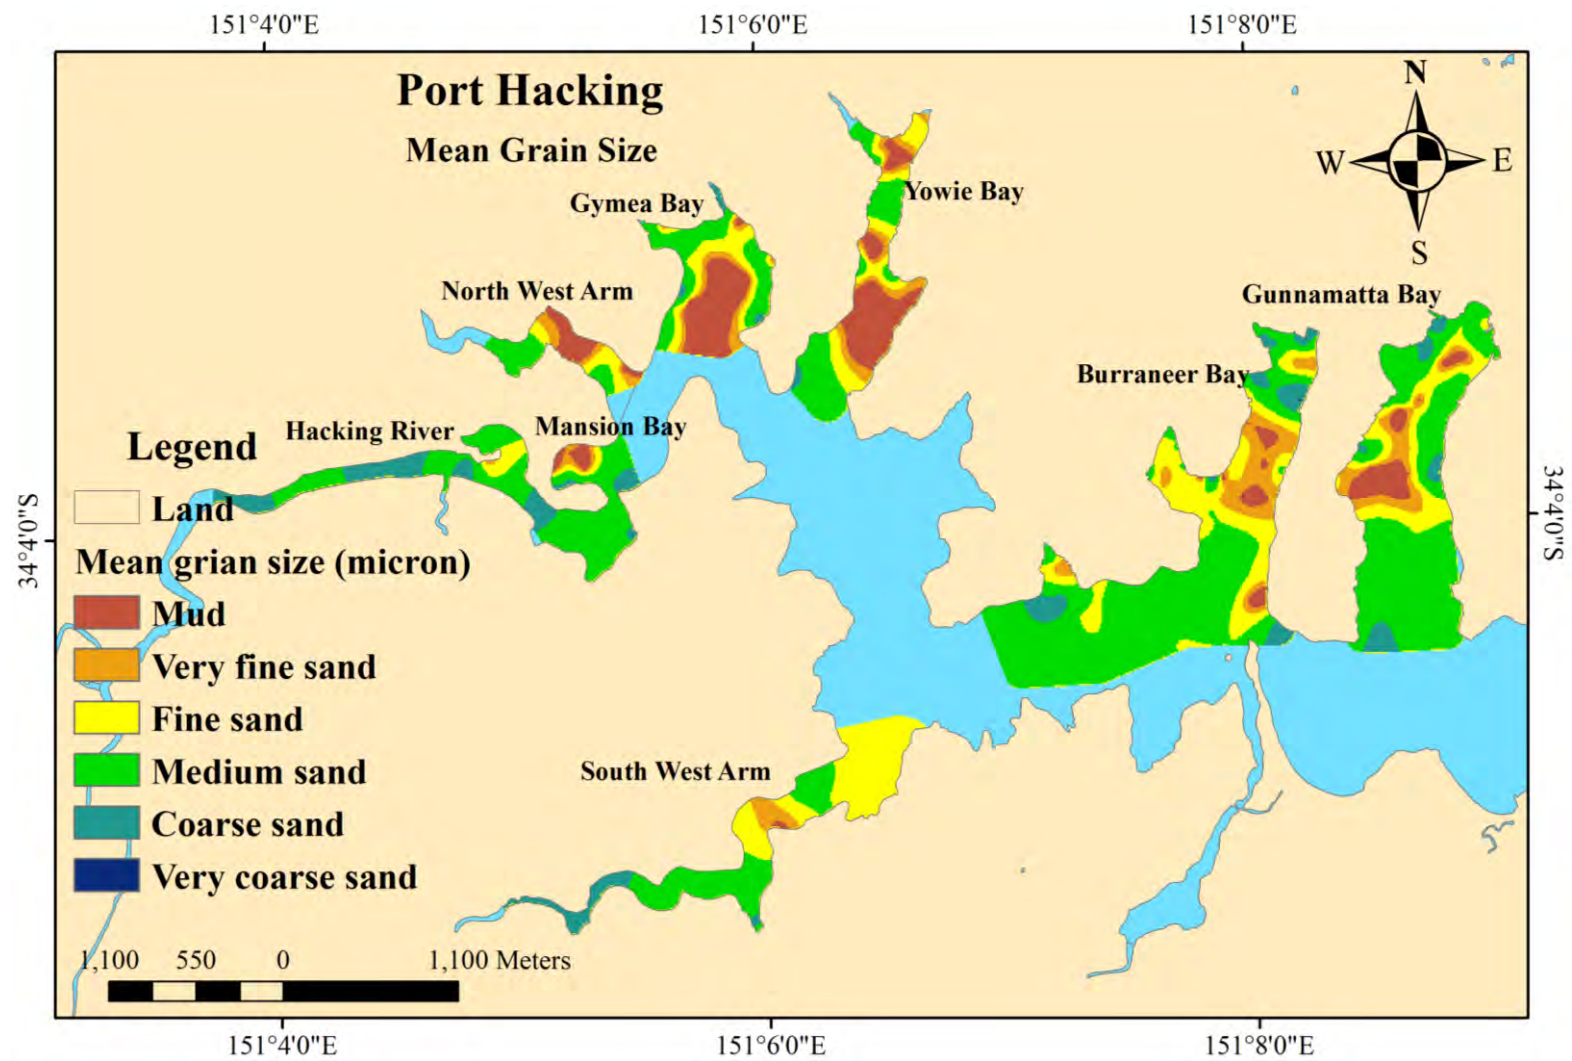 151°4'0"E
151°6'0"E
151°8'0"E
Port Hacking
Mean Grain Size
N
W
E
S
Gymea Bay
Yowie Bay
North West Arm
Gunnamatta Bay
Burraneer Bay
Hacking River
Mansion Bay
Legend
Land
34°4'0"S
34°4'0"S
Mean grian size (micron)
Mud
Very fine sand
Fine sand
Medium sand
Coarse sand
Very coarse sand
South West Arm
1,100 550 0 1,100 Meters
151°4'0"E
151°6'0"E
151°8'0"E